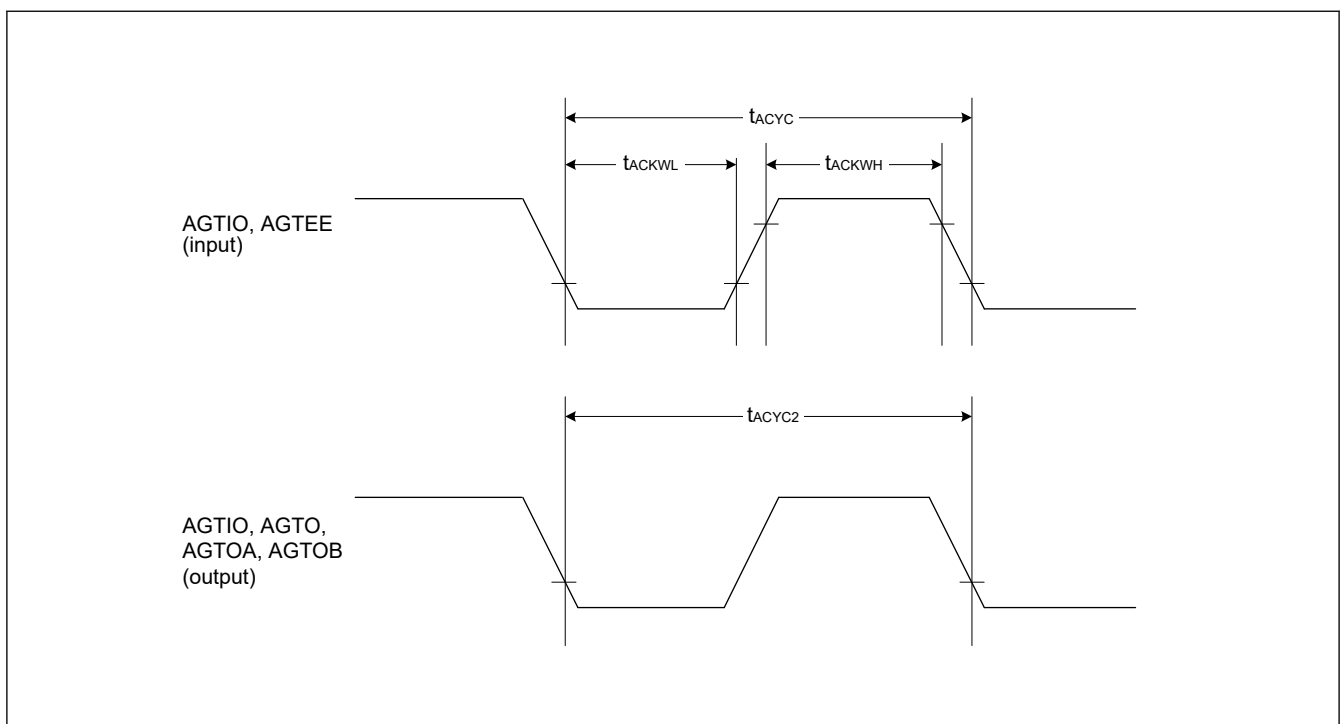 tACYC
tACKWL
tACKWH
AGTIO, AGTEE
(input)
tACYC2
AGTIO, AGTO,
AGTOA, AGTOB
(output)